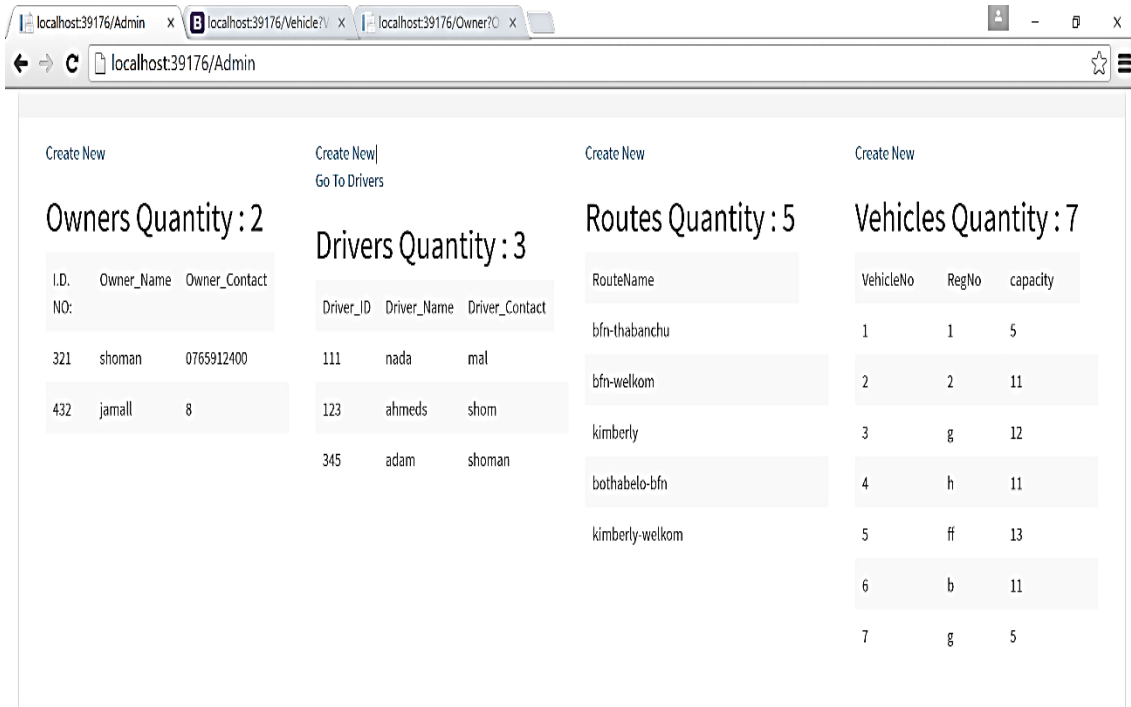 localhost:39176/Admin
localhost:39176/Vehicle?V
localhost:39176/Owner?O
localhost:39176/Admin
Create New
Owners Quantity : 2
I.D. NO: Owner_Name Owner_Contact
321 shoman 0765912400
432 jamall 8
Create New
Go To Drivers
Drivers Quantity : 3
Driver_ID Driver_Name Driver_Contact
111 nada mal
123 ahmeds shom
345 adam shoman
Create New
Routes Quantity : 5
RouteName
bfn-thabanchu
bfn-welkom
kimberly
bothabelo-bfn
kimberly-welkom
Create New
Vehicles Quantity : 7
VehicleNo RegNo capacity
1 1 5
2 2 11
3 g 12
4 h 11
5 ff 13
6 b 11
7 g 5